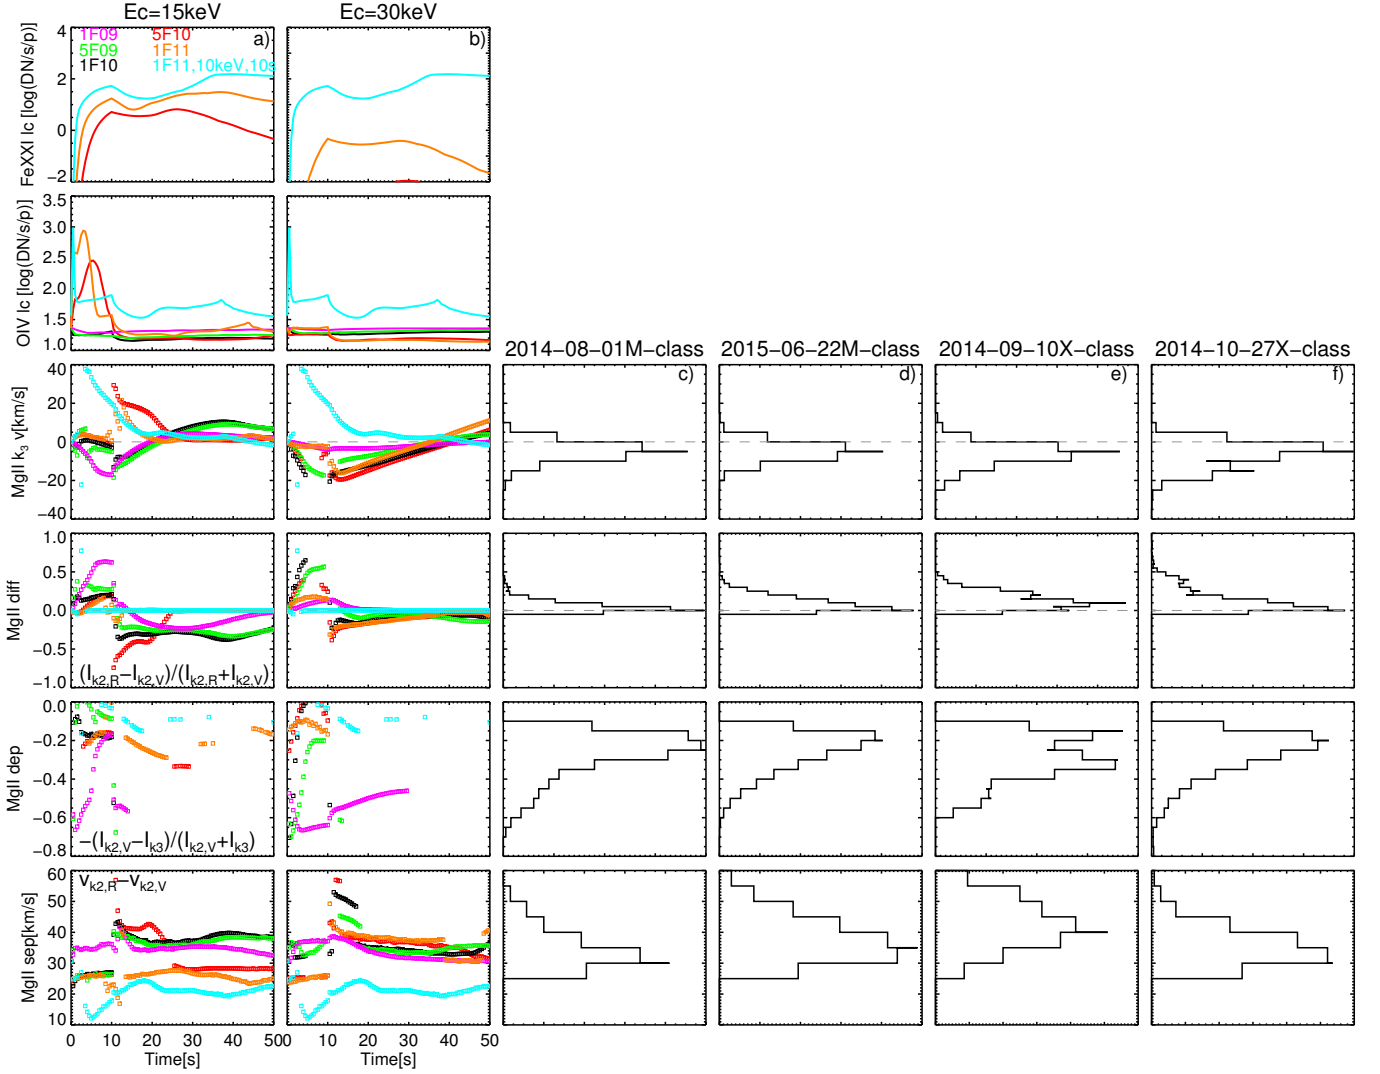 Ec=15keV
Ec=30keV
FeXXI Ic [log(DN/s/p)]
4
2
0
−2
1F09
5F10
5F09
1F11
1F10
1F11,10keV,10s
a)
b)
OIV Ic [log(DN/s/p)]
3.5
3.0
2.5
2.0
1.5
1.0
2014−08−01M−class
2015−06−22M−class
2014−09−10X−class
2014−10−27X−class
MgII k3 v[km/s]
40
20
0
−20
−40
c)
d)
e)
f)
MgII diff
1.0
0.5
0.0
−0.5
−1.0
(Ik2,R−Ik2,V)/(Ik2,R+Ik2,V)
MgII dep
0.0
−0.2
−0.4
−0.6
−0.8
−(Ik2,V−Ik3)/(Ik2,V+Ik3)
MgII sep[km/s]
60
50
40
30
20
10
vk2,R−vk2,V
0 10 20 30 40 50
0 10 20 30 40 50
Time[s]
Time[s]